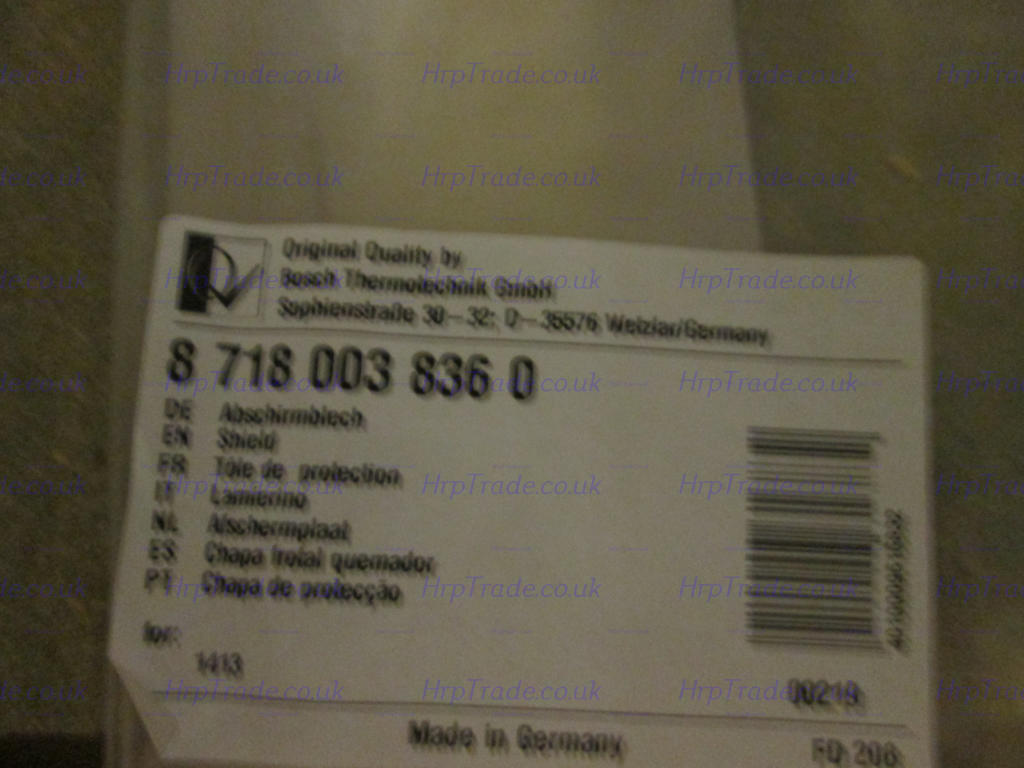 Original Quality by
Bosch Thermotechnik GmbH
Sophienstraße 30-32; D-35576 Wetzlar/Germany
8 718 003 836 0
DE Abschirmblech
EN Shield
FR Tôle de protection
IT Lamierino
NL Afschermplaat
ES Chapa frotal quemador
PT Chapa de protecção
for:
1413
00219
Made in Germany
FD 206
HrpTrade.co.uk